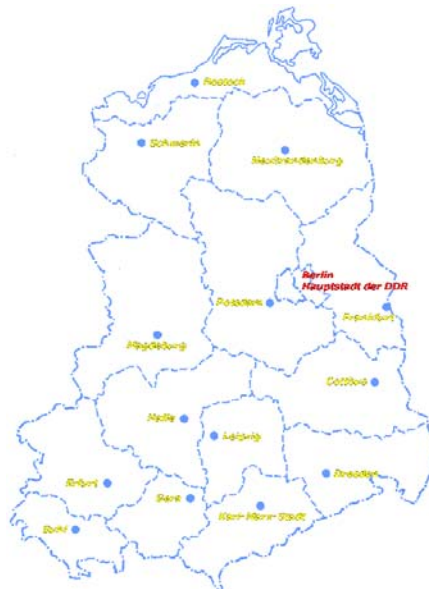 Rostock
Schwerin
Neubrandenburg
Berlin
Hauptstadt der DDR
Potsdam
Frankfurt
Magdeburg
Cottbus
Halle
Leipzig
Dresden
Erfurt
Gera
Karl-Marx-Stadt
Suhl